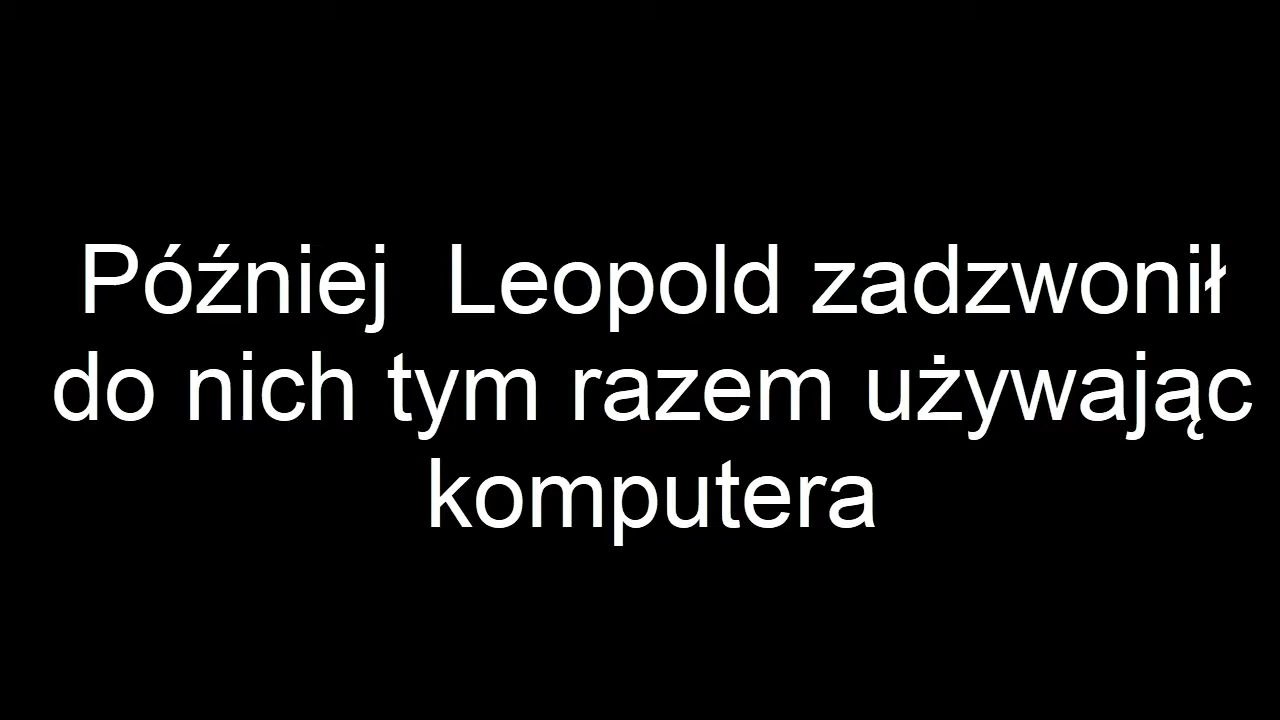 Później  Leopold zadzwonił
do nich tym razem używając
komputera